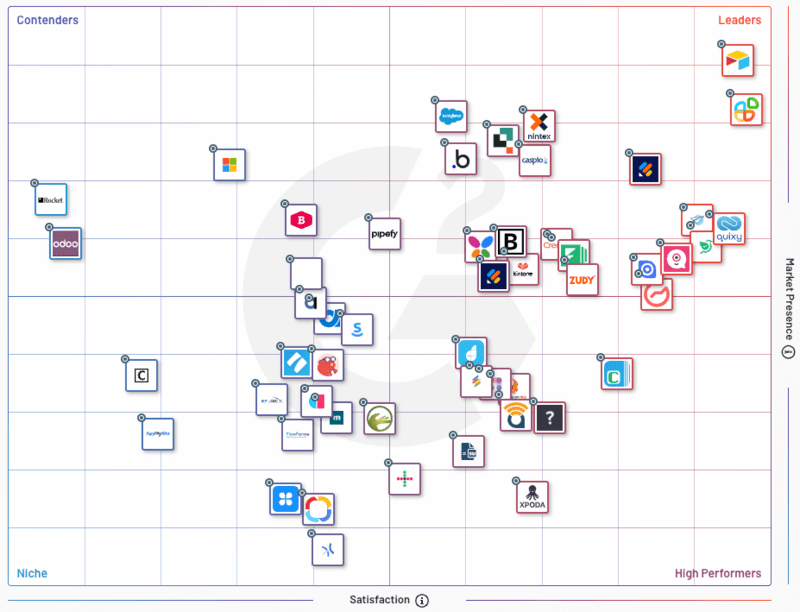 Contenders
Leaders
salesforce
nintex
.b
caspio
Rocket
odoo
B
pipefy
B
Cre
quixy
kintone
ZUDY
a
S
C
C
m
AppMySite
TimeForms
?
XPODA
Niche
High Performers
Satisfaction
Market Presence